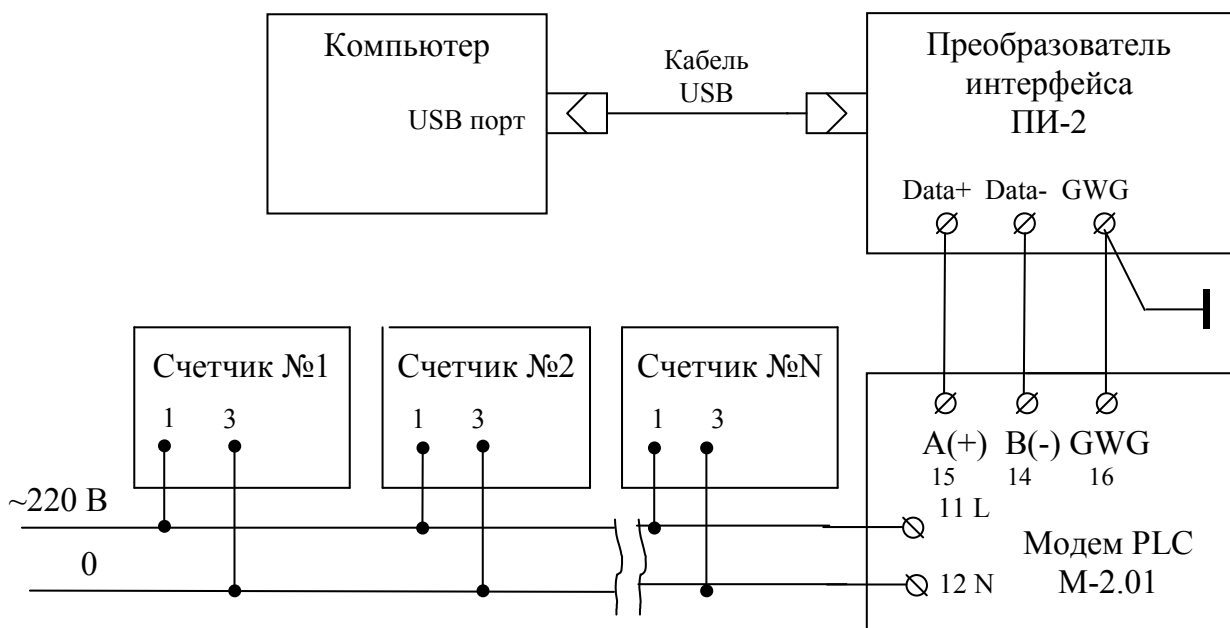 Компьютер
USB порт
Кабель
USB
Преобразователь
интерфейса
ПИ-2
Data+ Data- GWG
Счетчик №1
1 3
Счетчик №2
1 3
Счетчик №N
1 3
~220 В
0
A(+) B(-) GWG
15 14 16
11 L
12 N
Модем PLC
М-2.01